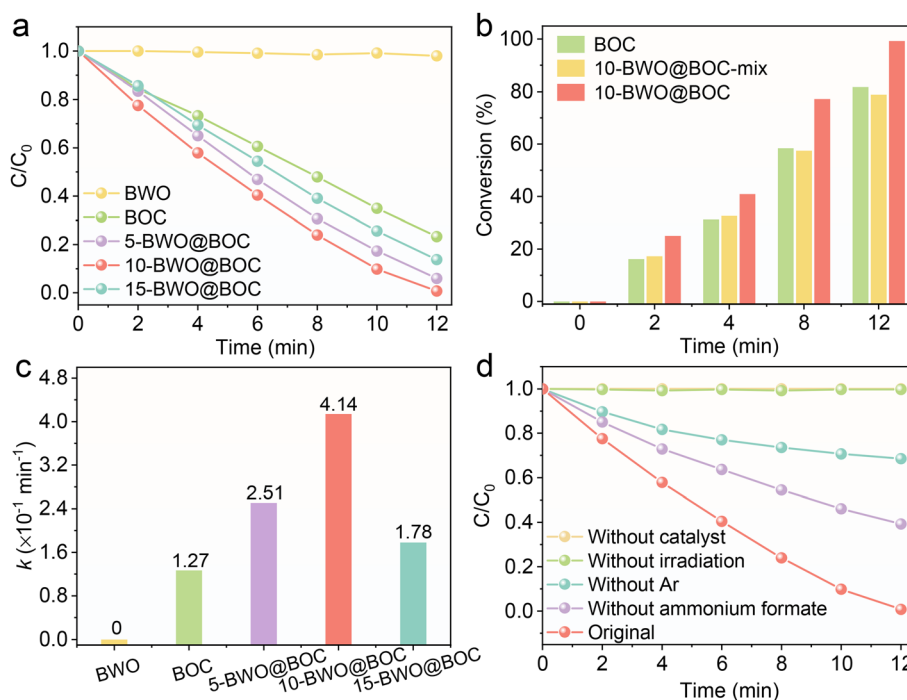 a
C/C₀
1.0
0.8
0.6
0.4
0.2
0.0
BWO
BOC
5-BWO@BOC
10-BWO@BOC
15-BWO@BOC
0 2 4 6 8 10 12
Time (min)
b
Conversion (%)
100
80
60
40
20
0
BOC
10-BWO@BOC-mix
10-BWO@BOC
0 2 4 8 12
Time (min)
c
k (×10⁻¹ min⁻¹)
4.8
4.0
3.2
2.4
1.6
0.8
0.0
0
1.27
2.51
4.14
1.78
BWO BOC 5-BWO@BOC 10-BWO@BOC 15-BWO@BOC
d
C/C₀
1.0
0.8
0.6
0.4
0.2
0.0
Without catalyst
Without irradiation
Without Ar
Without ammonium formate
Original
0 2 4 6 8 10 12
Time (min)